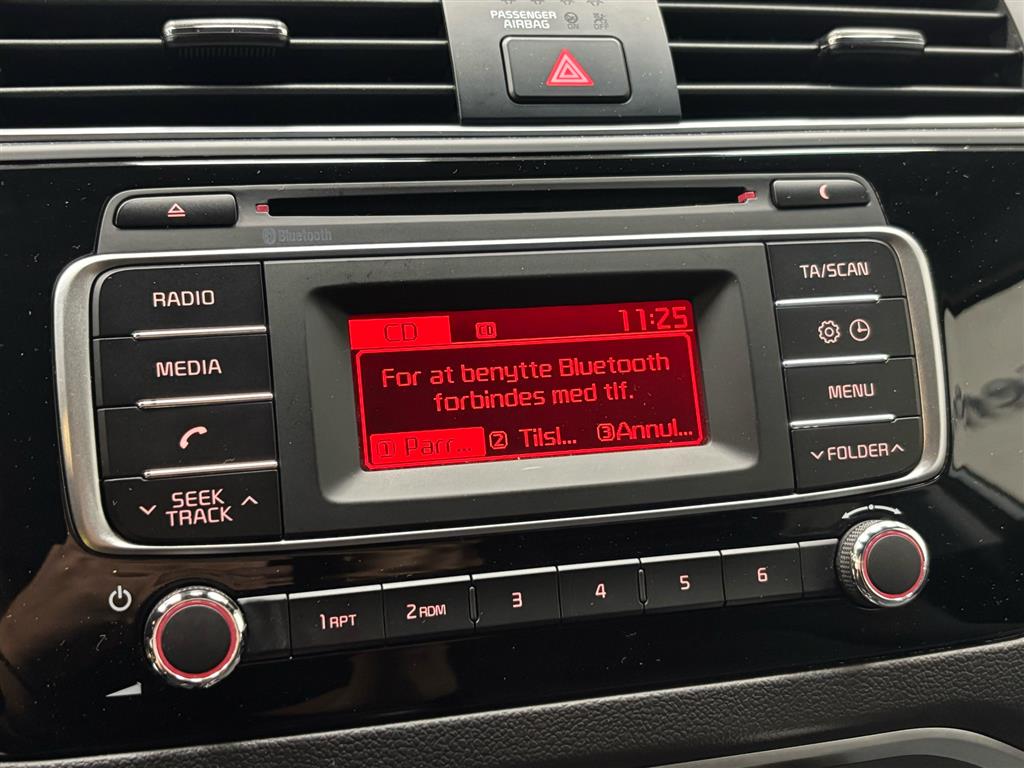 PASSENGER
AIRBAG
Bluetooth
RADIO
MEDIA
SEEK
TRACK
CD
CD
11:25
For at benytte Bluetooth
forbindes med tlf.
1 Parr...
2 Tilsl...
3 Annul...
TA/SCAN
MENU
FOLDER
1 RPT
2 RDM
3
4
5
6